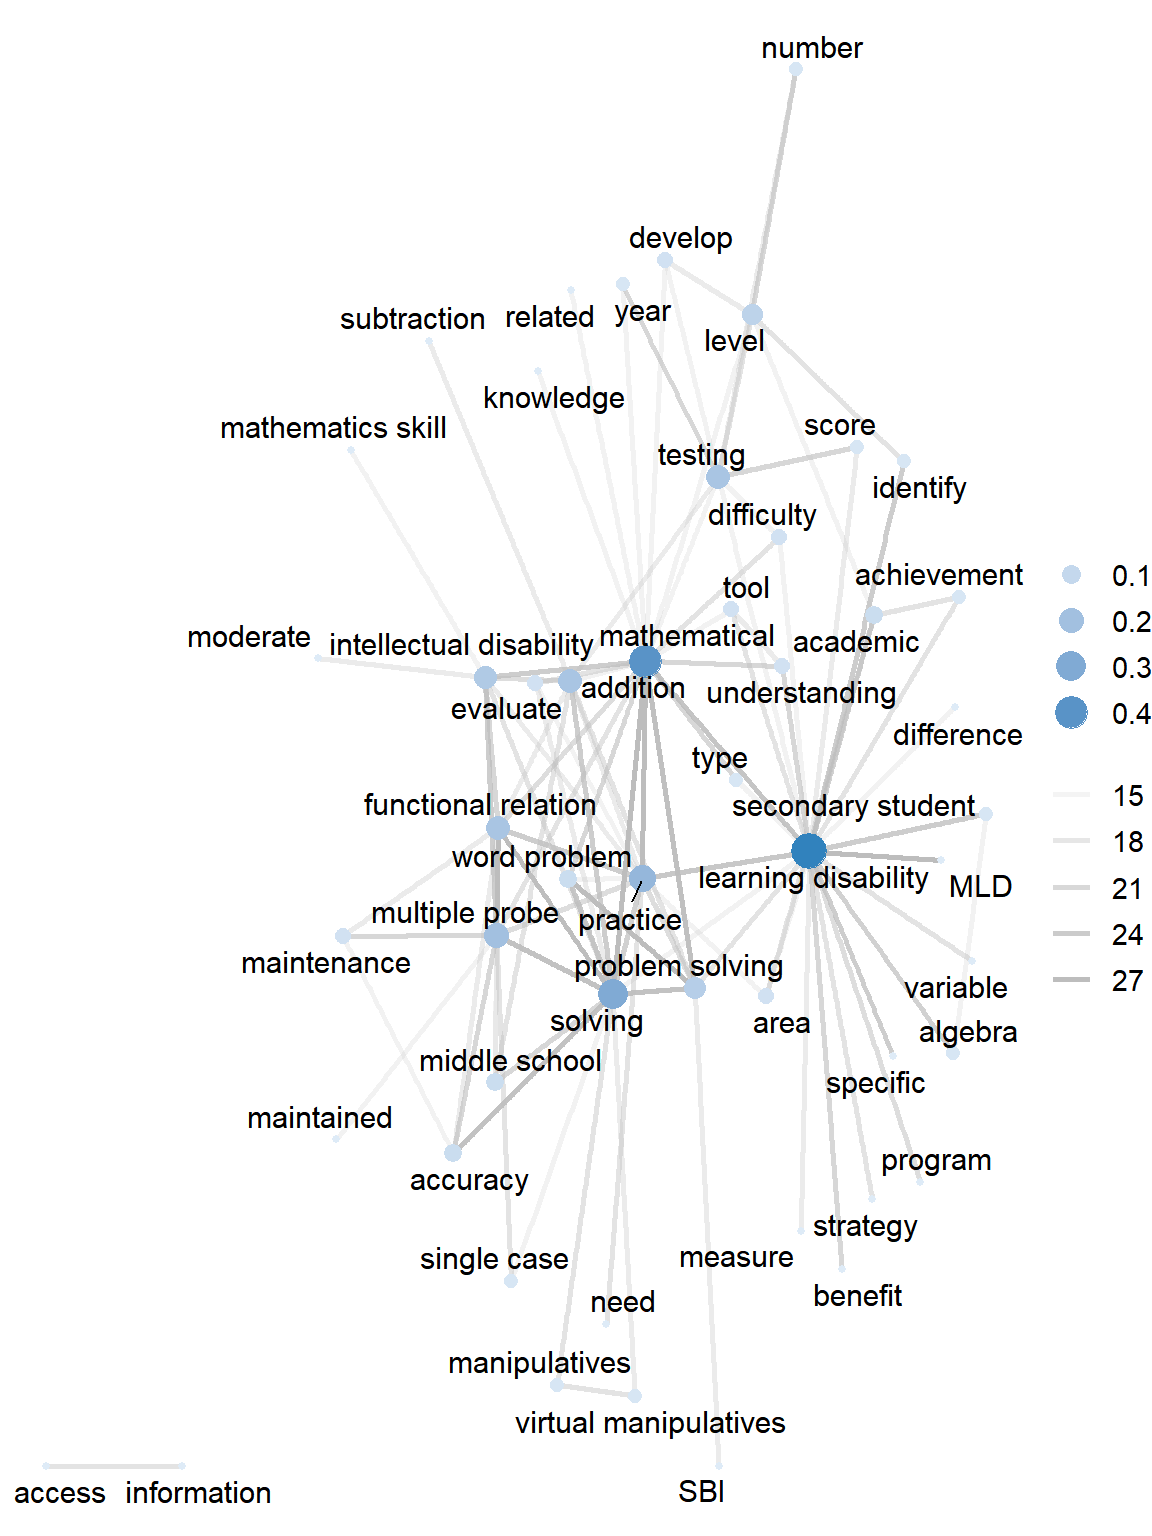 number
develop
subtraction
related
year
level
knowledge
mathematics skill
score
testing
identify
difficulty
achievement
tool
moderate
intellectual disability
mathematical
academic
addition
understanding
evaluate
difference
type
functional relation
secondary student
word problem
learning disability
MLD
multiple probe
practice
maintenance
problem solving
variable
solving
area
algebra
middle school
specific
maintained
accuracy
program
strategy
single case
measure
benefit
need
manipulatives
virtual manipulatives
SBI
access
information
0.1
0.2
0.3
0.4
15
18
21
24
27